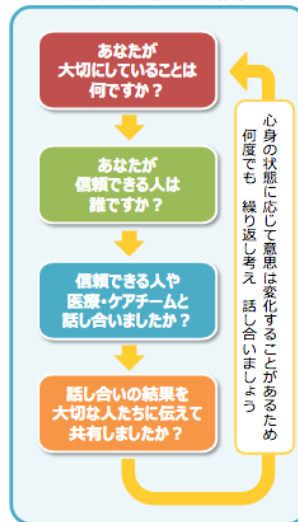 あなたが
大切にしていることは
何ですか？
あなたが
信頼できる人は
誰ですか？
信頼できる人や
医療・ケアチームと
話し合いましたか？
話し合いの結果を
大切な人たちに伝えて
共有しましたか？
心身の状態に応じて意思は変化することがあるため
何度でも　繰り返し考え　話し合いましょう